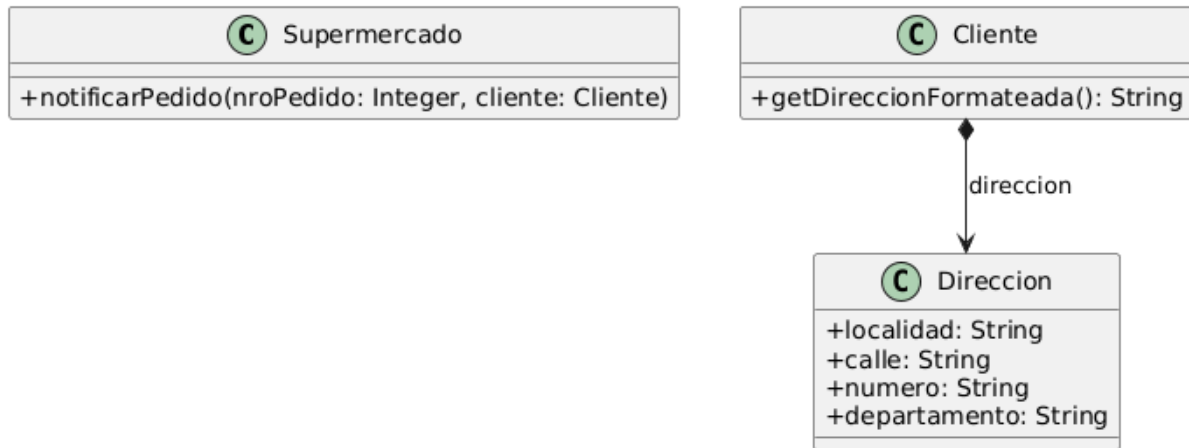 C Supermercado
+notificarPedido(nroPedido: Integer, cliente: Cliente)
C Cliente
+getDireccionFormateada(): String
direccion
C Direccion
+localidad: String
+calle: String
+numero: String
+departamento: String